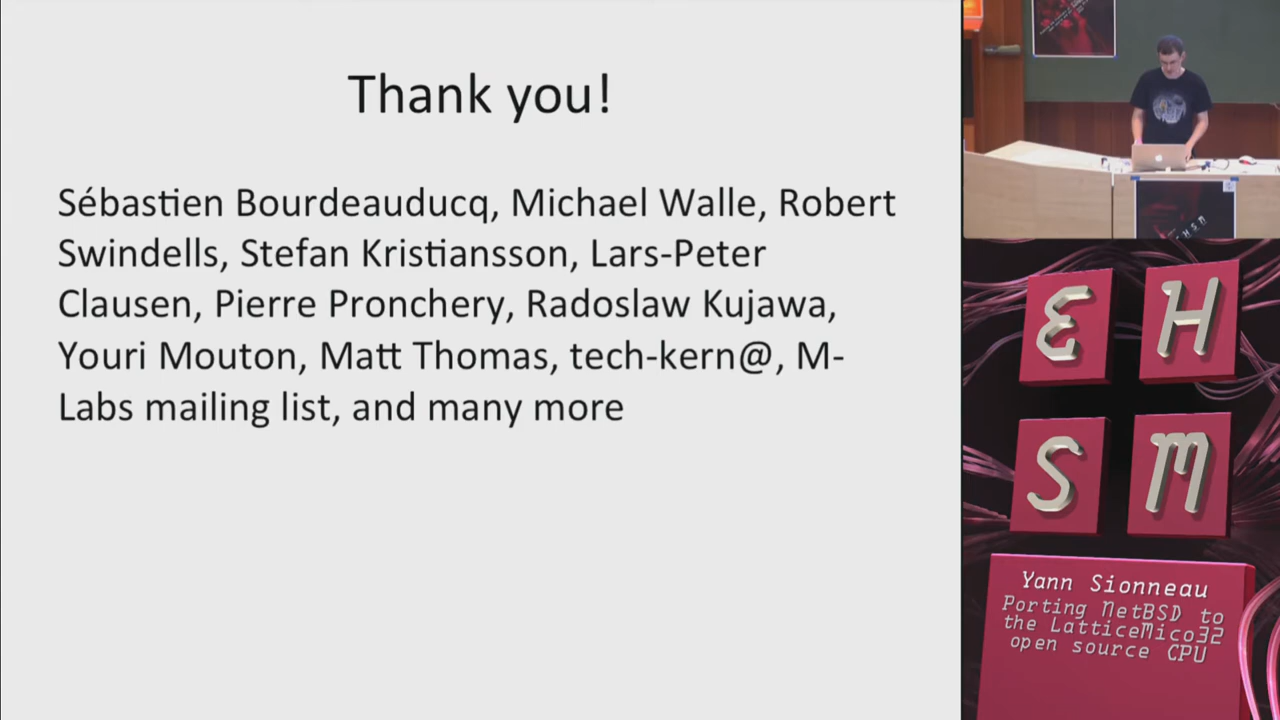 Thank you!
Sébastien Bourdeauducq, Michael Walle, Robert
Swindells, Stefan Kristiansson, Lars-Peter
Clausen, Pierre Pronchery, Radoslaw Kujawa,
Youri Mouton, Matt Thomas, tech-kern@, M-
Labs mailing list, and many more
E H
S M
Yann Sionneau
Porting NetBSD to
the LatticeMico32
open source CPU